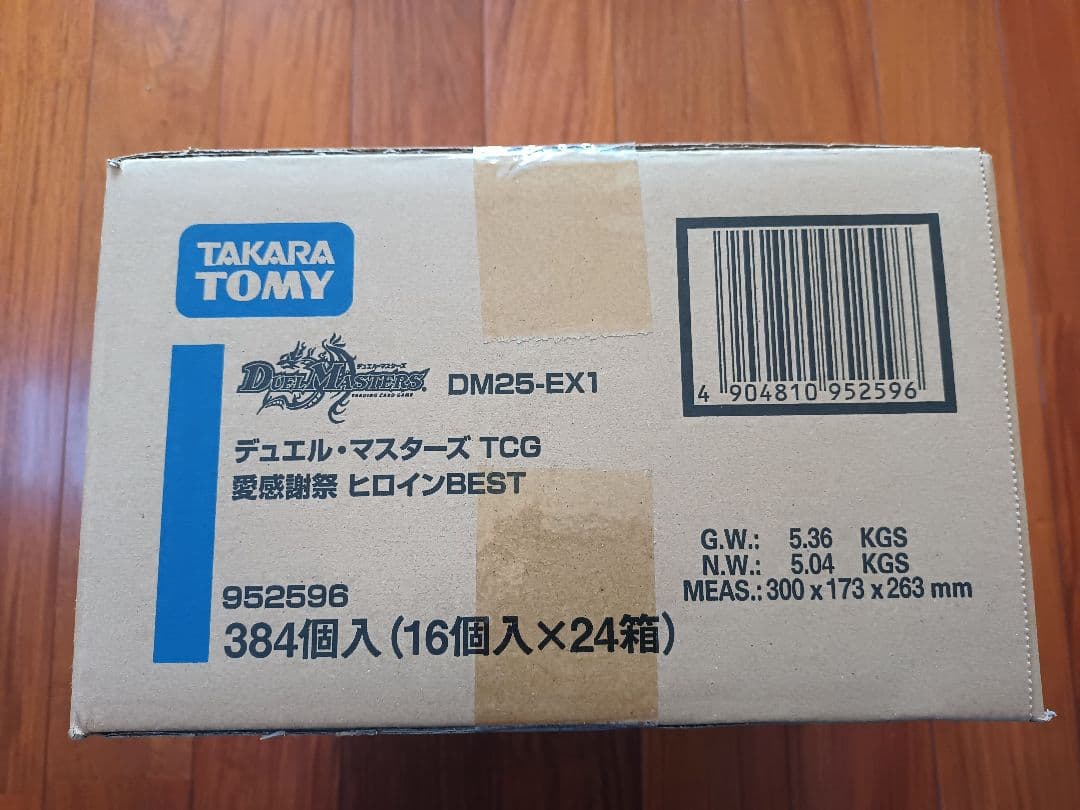 TAKARA
TOMY
デュエル・マスターズ
DUEL MASTERS
TRADING CARD GAME
DM25-EX1
デュエル・マスターズ TCG
愛感謝祭 ヒロインBEST
952596
384個入(16個入×24箱)
4 904810 952596
G.W.: 5.36 KGS
N.W.: 5.04 KGS
MEAS.: 300 x 173 x 263 mm